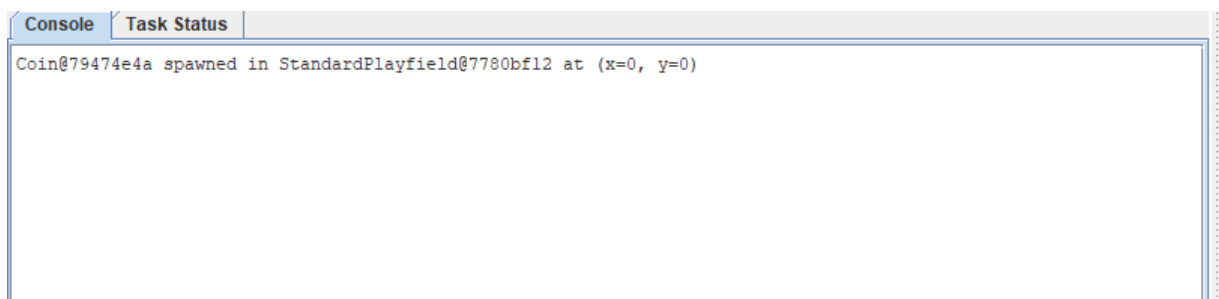 Console Task Status
Coin@79474e4a spawned in StandardPlayfield@7780bf12 at (x=0, y=0)